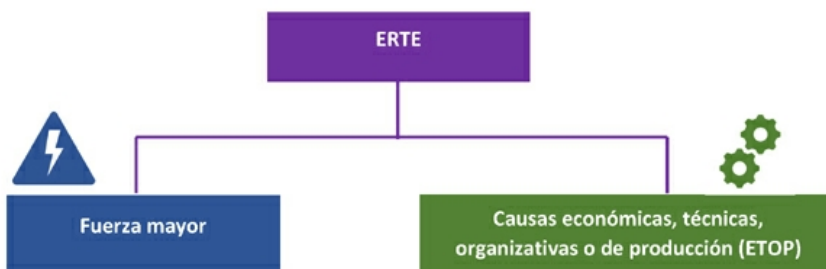 ERTE
Fuerza mayor
Causas económicas, técnicas,
organizativas o de producción (ETOP)